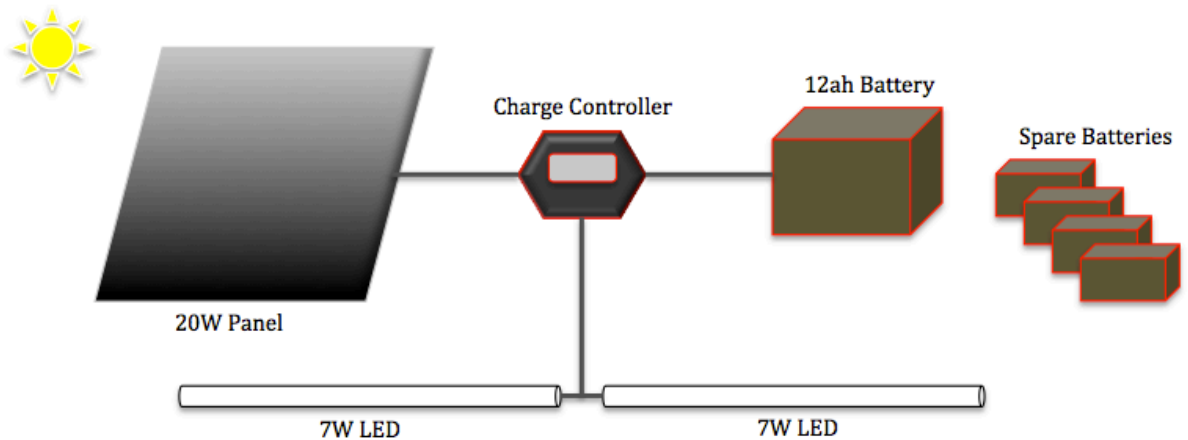 Charge Controller
12ah Battery
Spare Batteries
20W Panel
7W LED
7W LED